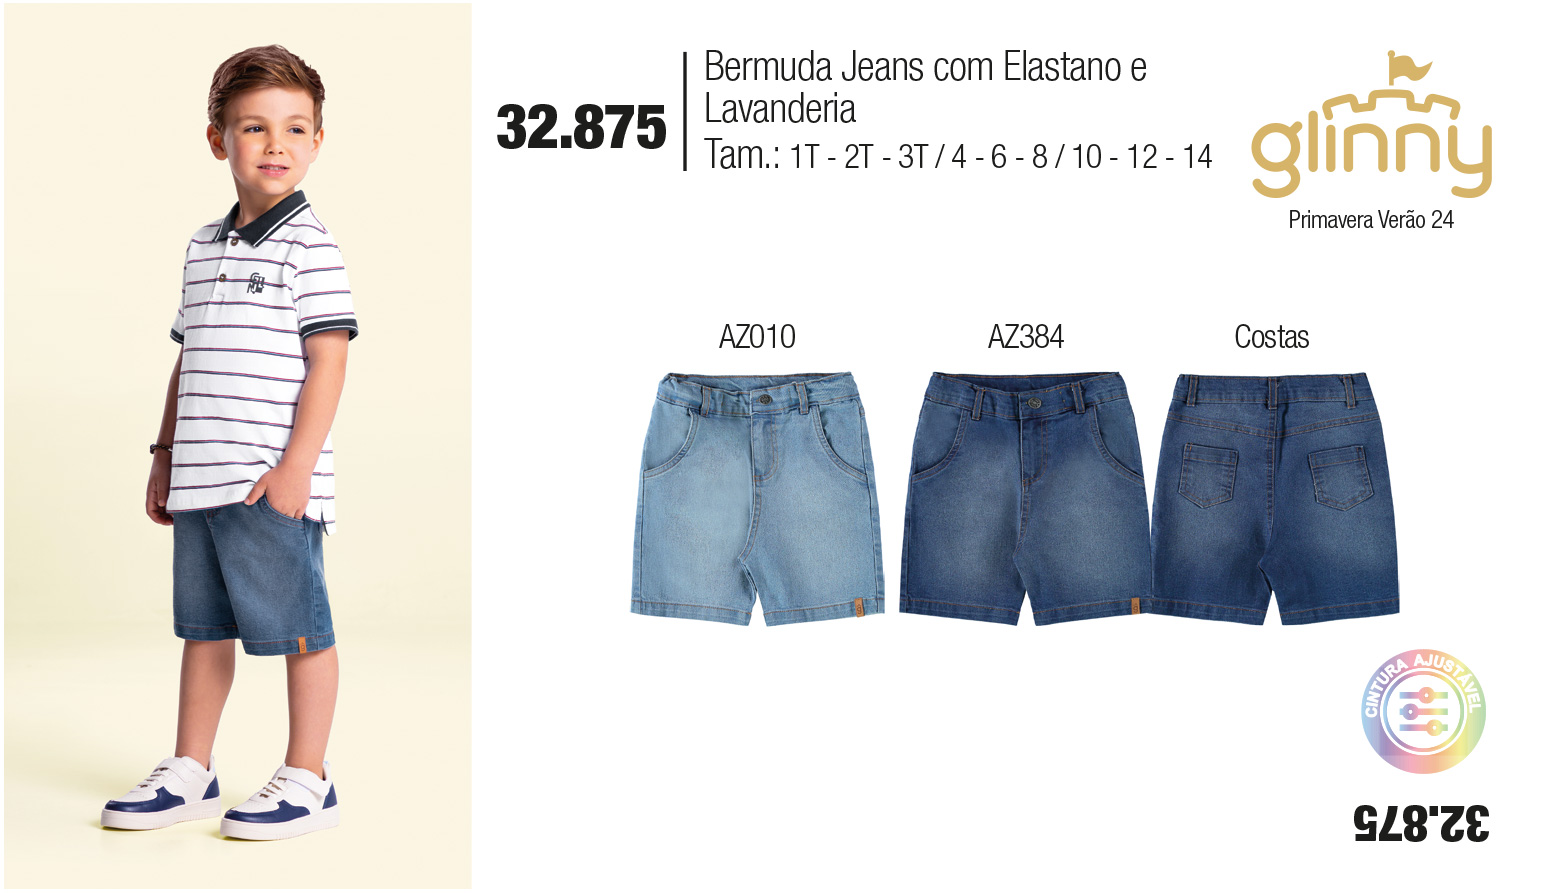 32.875
Bermuda Jeans com Elastano e
Lavanderia
Tam.: 1T - 2T - 3T / 4 - 6 - 8 / 10 - 12 - 14
glinny
Primavera Verão 24
AZ010
AZ384
Costas
CINTURA AJUSTÁVEL
32.875